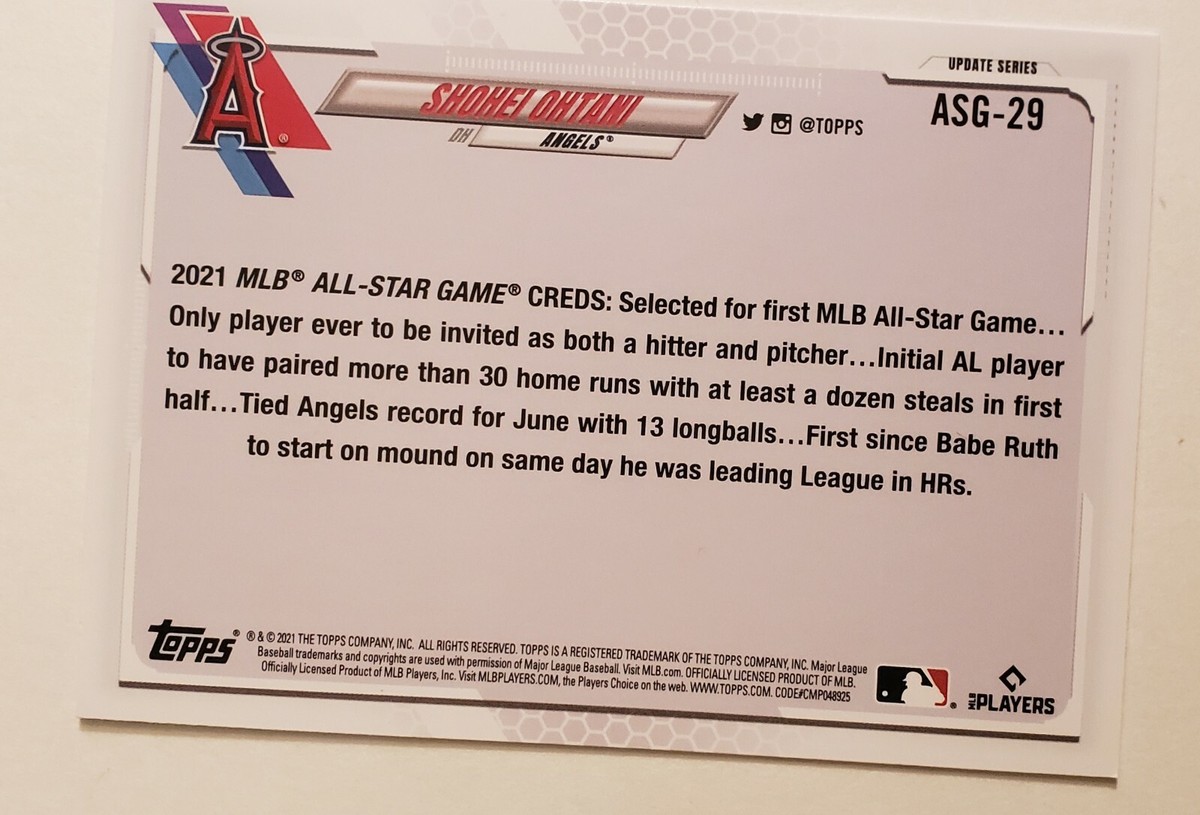 A®
UPDATE SERIES
SHOHEI OHTANI
DH
ANGELS®
@TOPPS
ASG-29
2021 MLB® ALL-STAR GAME® CREDS: Selected for first MLB All-Star Game...
Only player ever to be invited as both a hitter and pitcher...Initial AL player
to have paired more than 30 home runs with at least a dozen steals in first
half...Tied Angels record for June with 13 longballs...First since Babe Ruth
to start on mound on same day he was leading League in HRs.
Topps®
® & © 2021 THE TOPPS COMPANY, INC. ALL RIGHTS RESERVED. TOPPS IS A REGISTERED TRADEMARK OF THE TOPPS COMPANY, INC. Major League
Baseball trademarks and copyrights are used with permission of Major League Baseball. Visit MLB.com. OFFICIALLY LICENSED PRODUCT OF MLB.
Officially Licensed Product of MLB Players, Inc. Visit MLBPLAYERS.COM, the Players Choice on the web. WWW.TOPPS.COM. CODE#CMP048925
®
MLB PLAYERS